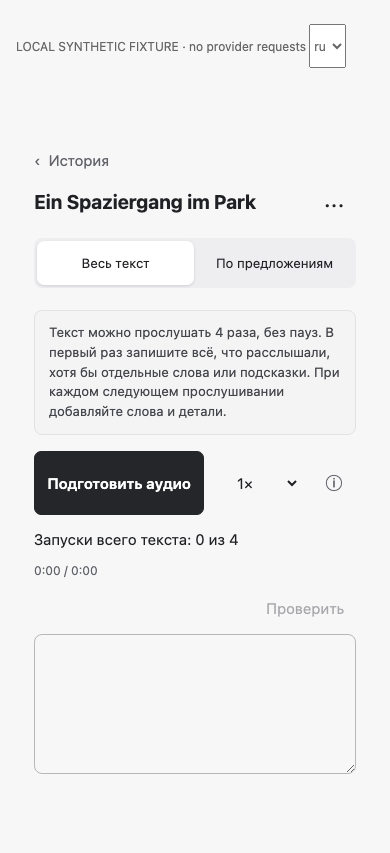 LOCAL SYNTHETIC FIXTURE · no provider requests ru
‹ История
Ein Spaziergang im Park ...
Весь текст По предложениям
Текст можно прослушать 4 раза, без пауз. В
первый раз запишите всё, что расслышали,
хотя бы отдельные слова или подсказки. При
каждом следующем прослушивании
добавляйте слова и детали.
Подготовить аудио 1× ⓘ
Запуски всего текста: 0 из 4
0:00 / 0:00
Проверить